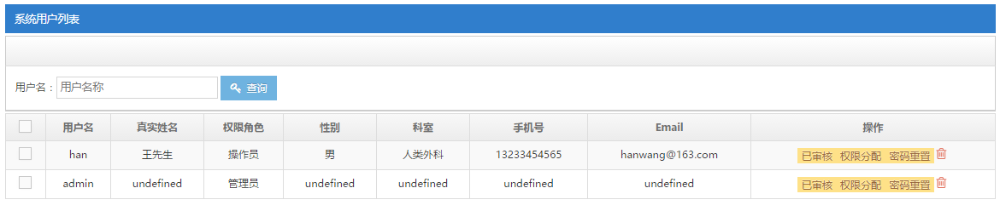 系统用户列表
用户名： 用户名称 查询
用户名 真实姓名 权限角色 性别 科室 手机号 Email 操作
han 王先生 操作员 男 人类外科 13233454565 hanwang@163.com 已审核 权限分配 密码重置
admin undefined 管理员 undefined undefined undefined undefined 已审核 权限分配 密码重置